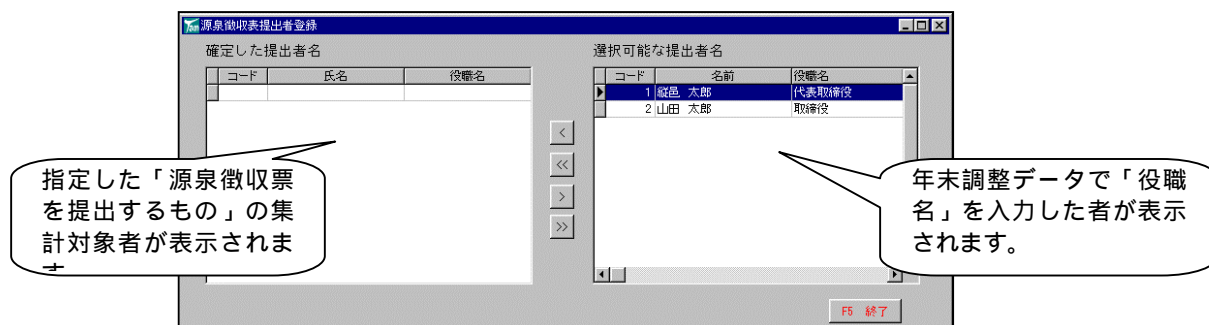 源泉徴収表提出者登録
確定した提出者名
選択可能な提出者名
コード 氏名 役職名
コード 名前 役職名
1 縦邑 太郎 代表取締役
2 山田 太郎 取締役
<
<<
>
>>
指定した「源泉徴収票
を提出するもの」の集
計対象者が表示されま
す
年末調整データで「役職
名」を入力した者が表示
されます。
F5 終了